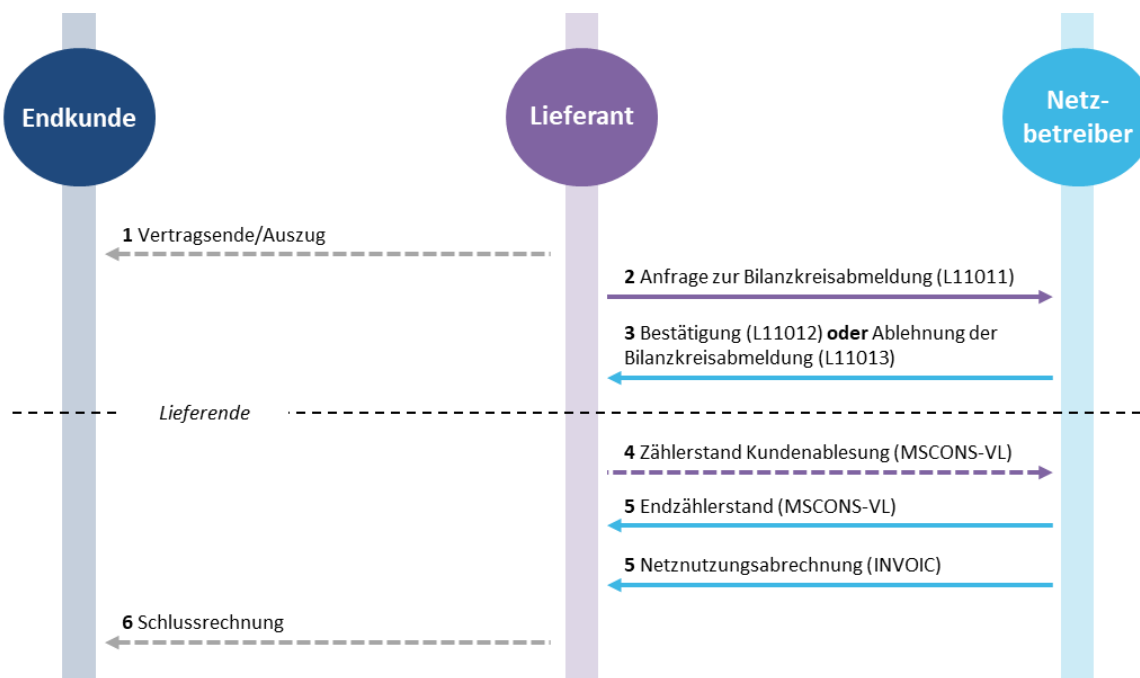 Endkunde
Lieferant
Netz-
betreiber
1 Vertragsende/Auszug
2 Anfrage zur Bilanzkreisabmeldung (L11011)
3 Bestätigung (L11012) oder Ablehnung der
Bilanzkreisabmeldung (L11013)
Lieferende
4 Zählerstand Kundenablesung (MSCONS-VL)
5 Endzählerstand (MSCONS-VL)
5 Netznutzungsabrechnung (INVOIC)
6 Schlussrechnung